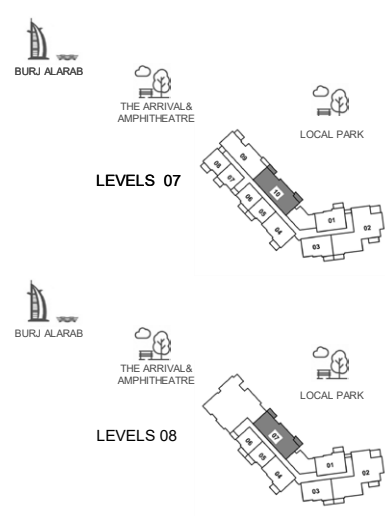 BURJ ALARAB
THE ARRIVAL&
AMPHITHEATRE
LOCAL PARK
LEVELS 07
09
08
07
10
06
05
04
01
02
03
BURJ ALARAB
THE ARRIVAL&
AMPHITHEATRE
LOCAL PARK
LEVELS 08
07
06
05
04
01
02
03